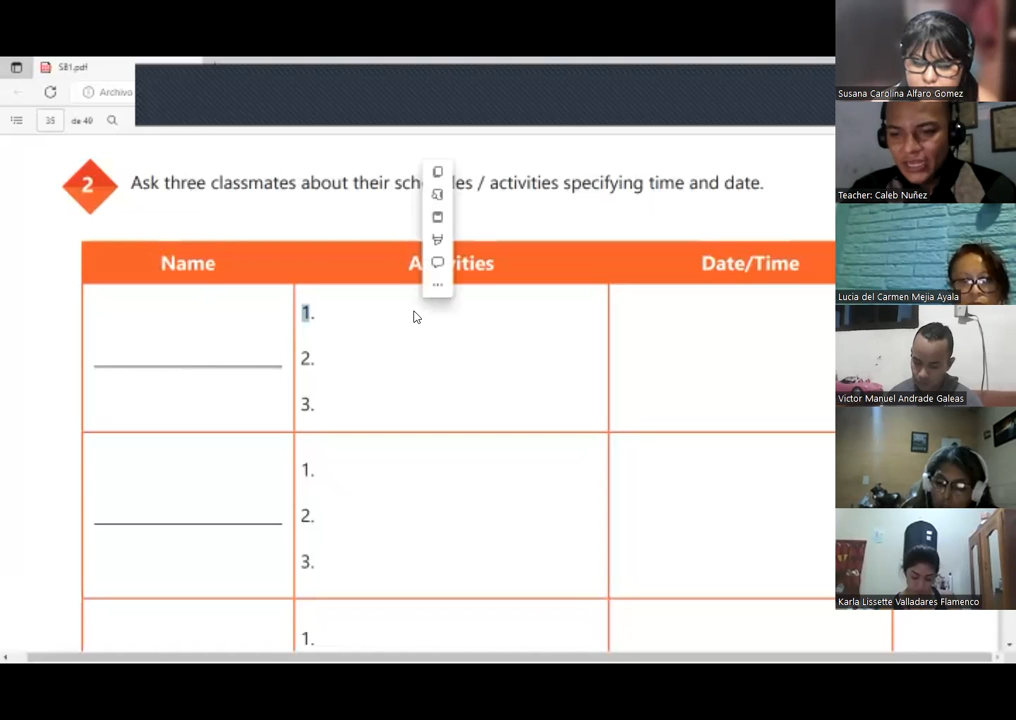 SB1.pdf
Archivo
35
de 49
2
Ask three classmates about their sch les / activities specifying time and date.
Name
Activities
Date/Time
1.
2.
3.
1.
2.
3.
1.
Susana Carolina Alfaro Gomez
Teacher: Caleb Nuñez
Lucia del Carmen Mejia Ayala
Victor Manuel Andrade Galeas
Karla Lissette Valladares Flamenco